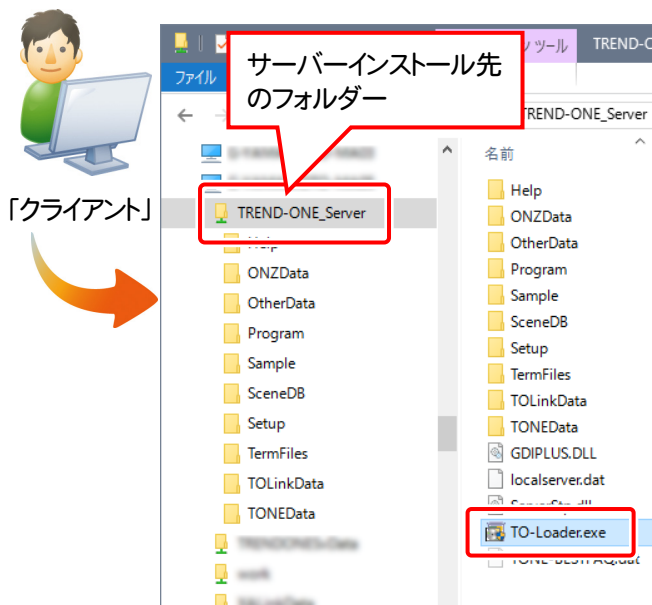 サーバーインストール先
のフォルダー
ツール
TREND-O
ファイル
TREND-ONE_Server
「クライアント」
TREND-ONE_Server
Help
ONZData
OtherData
Program
Sample
SceneDB
Setup
TermFiles
TOLinkData
TONEData
名前
Help
ONZData
OtherData
Program
Sample
SceneDB
Setup
TermFiles
TOLinkData
TONEData
GDIPLUS.DLL
localserver.dat
TO-Loader.exe